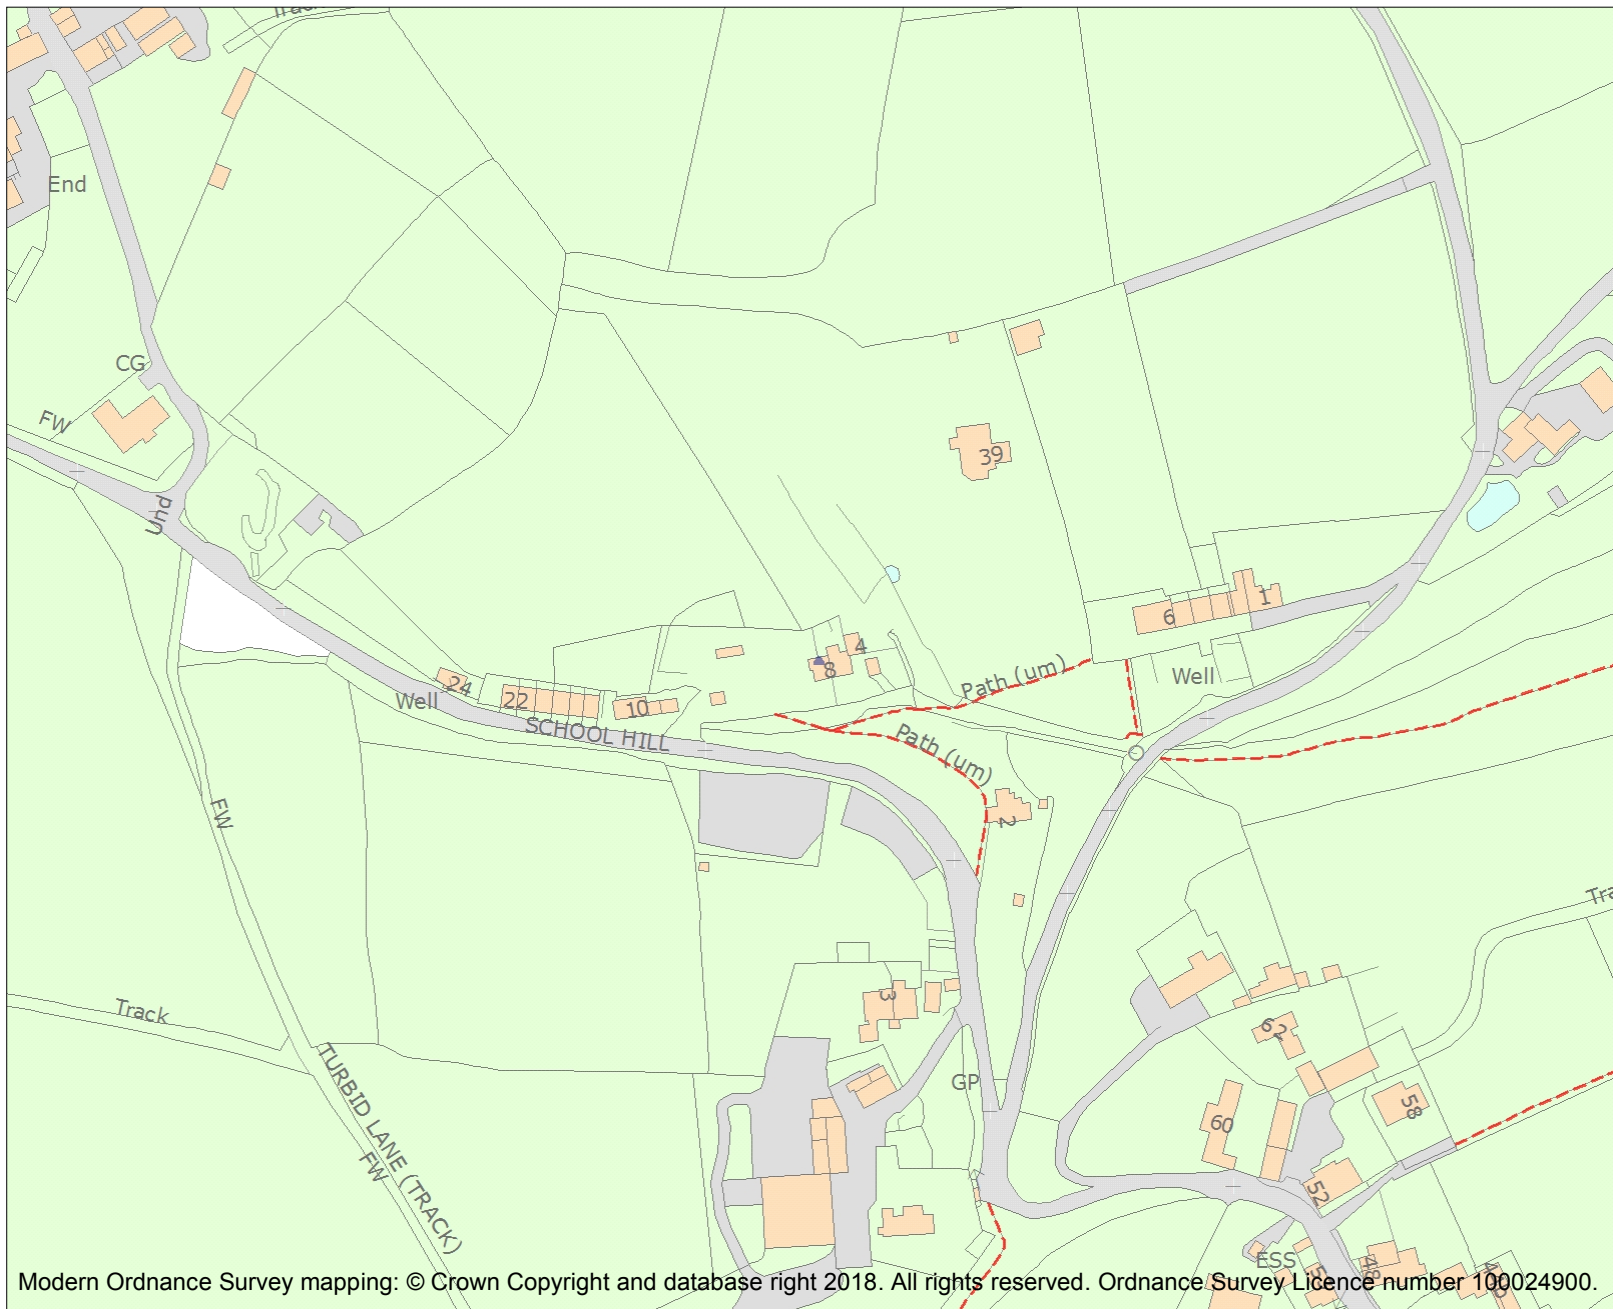 End
CG
FW
Und
39
1
6
Well
4
8
Path (um)
24
22
10
Well
SCHOOL HILL
Path (um)
2
FW
3
Track
62
GP
58
60
TURBID LANE (TRACK)
FW
52
ESS
48
Modern Ordnance Survey mapping: © Crown Copyright and database right 2018. All rights reserved. Ordnance Survey Licence number 100024900.